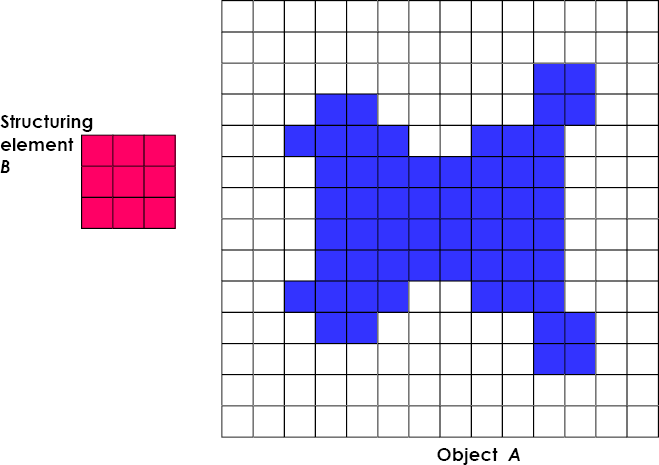 Structuring
element
B
Object A